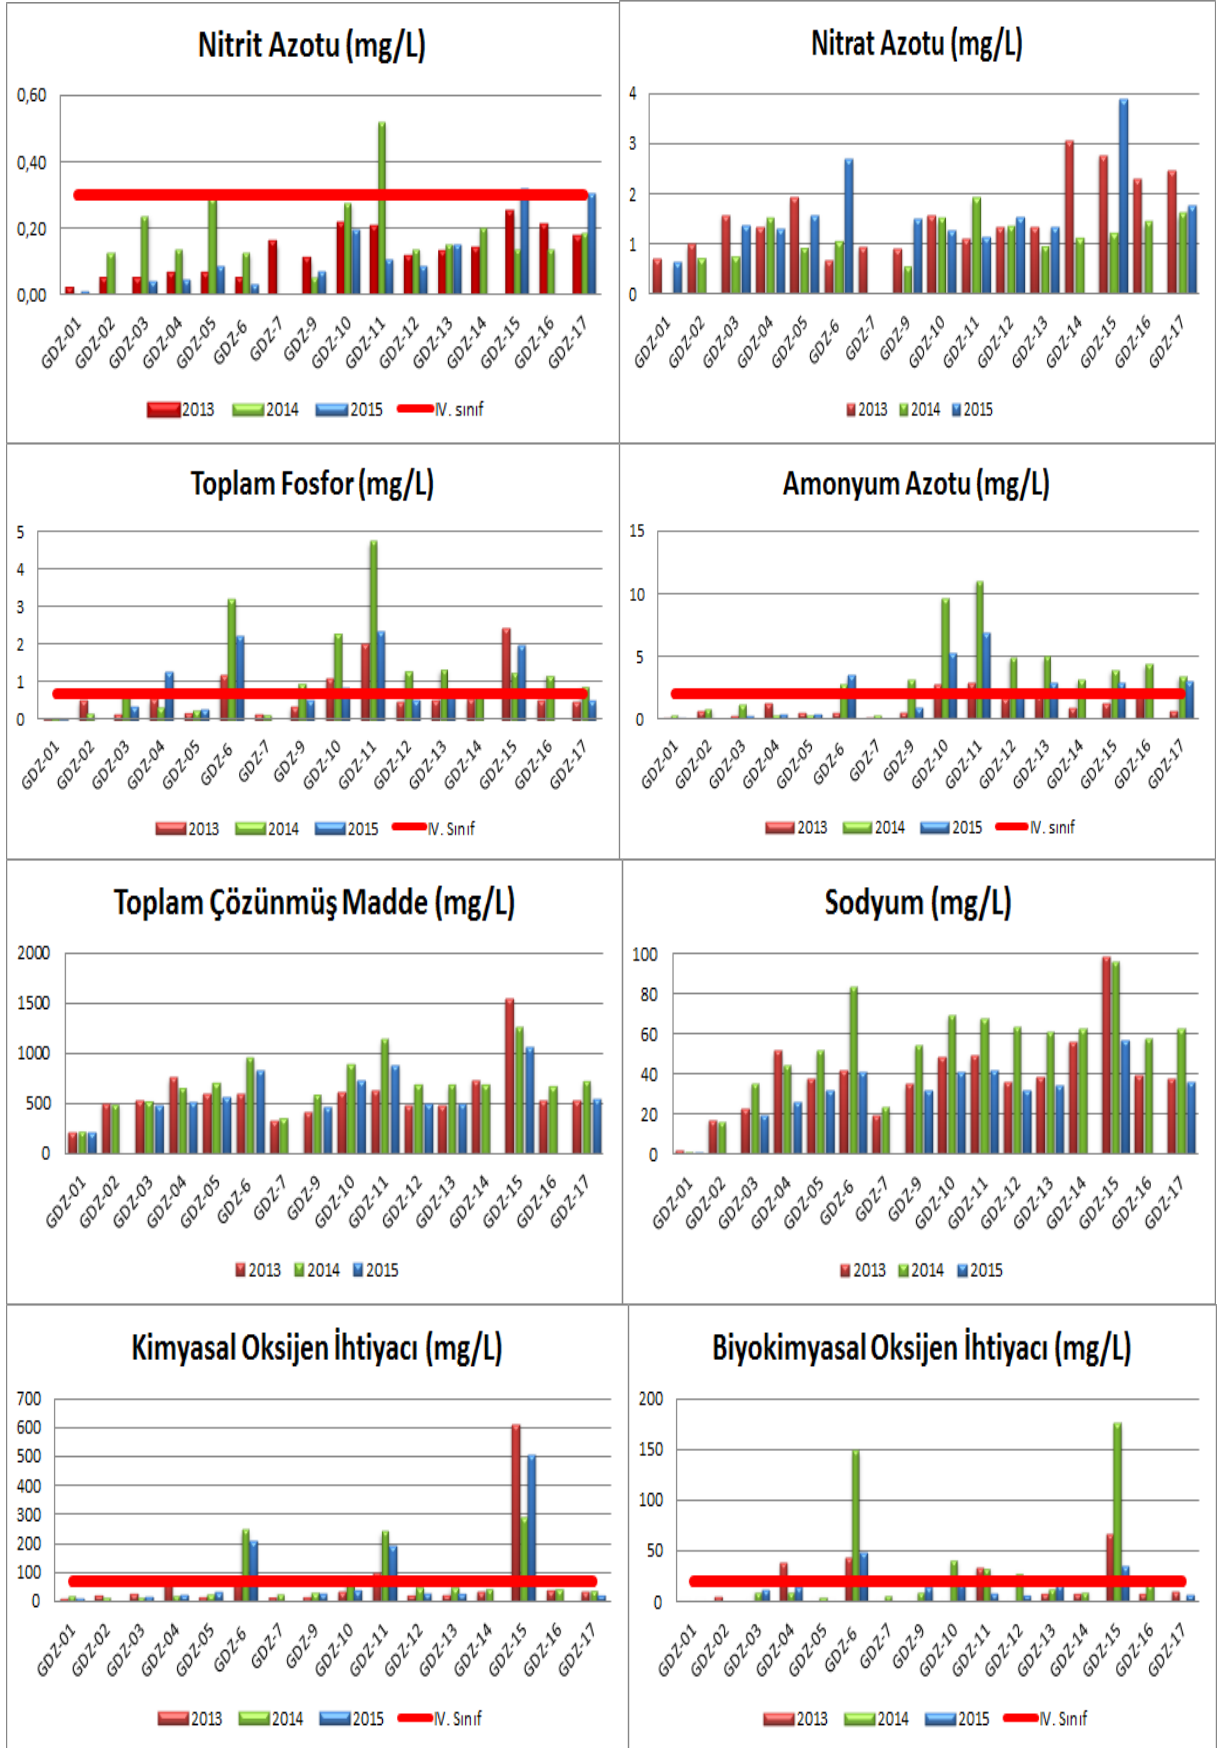 Nitrit Azotu (mg/L)
0,60
0,40
0,20
0,00
GDZ-01 GDZ-02 GDZ-03 GDZ-04 GDZ-05 GDZ-6 GDZ-7 GDZ-9 GDZ-10 GDZ-11 GDZ-12 GDZ-13 GDZ-14 GDZ-15 GDZ-16 GDZ-17
2013 2014 2015 IV. sınıf
Nitrat Azotu (mg/L)
4
3
2
1
0
GDZ-01 GDZ-02 GDZ-03 GDZ-04 GDZ-05 GDZ-6 GDZ-7 GDZ-9 GDZ-10 GDZ-11 GDZ-12 GDZ-13 GDZ-14 GDZ-15 GDZ-16 GDZ-17
2013 2014 2015
Toplam Fosfor (mg/L)
5
4
3
2
1
0
GDZ-01 GDZ-02 GDZ-03 GDZ-04 GDZ-05 GDZ-6 GDZ-7 GDZ-9 GDZ-10 GDZ-11 GDZ-12 GDZ-13 GDZ-14 GDZ-15 GDZ-16 GDZ-17
2013 2014 2015 IV. Sınıf
Amonyum Azotu (mg/L)
15
10
5
0
GDZ-01 GDZ-02 GDZ-03 GDZ-04 GDZ-05 GDZ-6 GDZ-7 GDZ-9 GDZ-10 GDZ-11 GDZ-12 GDZ-13 GDZ-14 GDZ-15 GDZ-16 GDZ-17
2013 2014 2015 IV. Sınıf
Toplam Çözünmüş Madde (mg/L)
2000
1500
1000
500
0
GDZ-01 GDZ-02 GDZ-03 GDZ-04 GDZ-05 GDZ-6 GDZ-7 GDZ-9 GDZ-10 GDZ-11 GDZ-12 GDZ-13 GDZ-14 GDZ-15 GDZ-16 GDZ-17
2013 2014 2015
Sodyum (mg/L)
100
80
60
40
20
0
GDZ-01 GDZ-02 GDZ-03 GDZ-04 GDZ-05 GDZ-6 GDZ-7 GDZ-9 GDZ-10 GDZ-11 GDZ-12 GDZ-13 GDZ-14 GDZ-15 GDZ-16 GDZ-17
2013 2014 2015
Kimyasal Oksijen İhtiyacı (mg/L)
700
600
500
400
300
200
100
0
GDZ-01 GDZ-02 GDZ-03 GDZ-04 GDZ-05 GDZ-6 GDZ-7 GDZ-9 GDZ-10 GDZ-11 GDZ-12 GDZ-13 GDZ-14 GDZ-15 GDZ-16 GDZ-17
2013 2014 2015 IV. Sınıf
Biyokimyasal Oksijen İhtiyacı (mg/L)
200
150
100
50
0
GDZ-01 GDZ-02 GDZ-03 GDZ-04 GDZ-05 GDZ-6 GDZ-7 GDZ-9 GDZ-10 GDZ-11 GDZ-12 GDZ-13 GDZ-14 GDZ-15 GDZ-16 GDZ-17
2013 2014 2015 IV. Sınıf